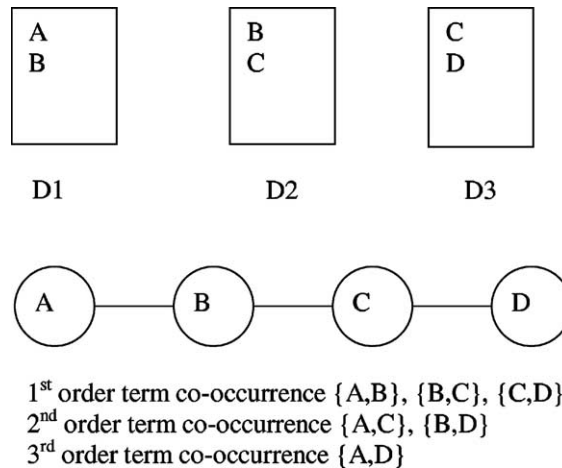 A
B
B
C
C
D
D1
D2
D3
A
B
C
D
1st order term co-occurrence {A,B}, {B,C}, {C,D}
2nd order term co-occurrence {A,C}, {B,D}
3rd order term co-occurrence {A,D}